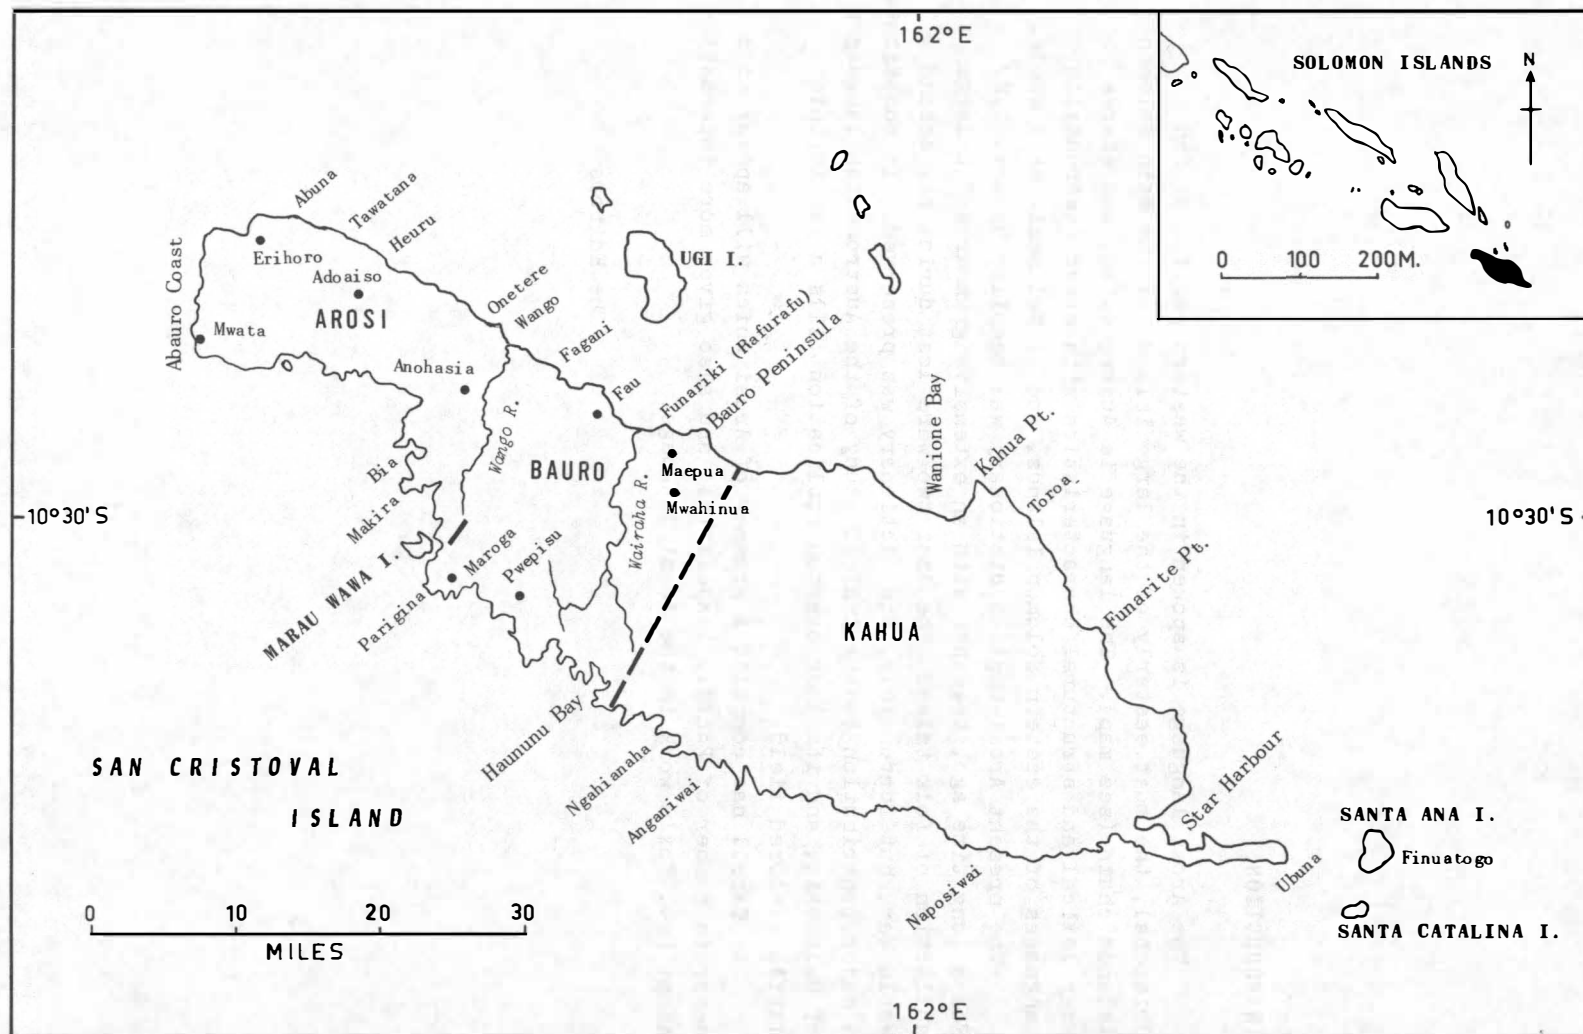 162°E
SOLOMON ISLANDS
N
0 100 200M.
Abuna
Tawatana
Heuru
Abauro Coast
Erihoro
Adoaiso
AROSI
Mwata
Anohasia
Onetere
Wango
Fagani
Fau
UGI I.
Funariki (Rafurafu)
Bauro Peninsula
Wango R.
BAURO
Wairaha R.
Maepua
Mwahinua
Wanione Bay
Kahua Pt.
Toroa
Funarite Pt.
10°30'S
10°30'S
Bia
Makira
MARAU WAWA I.
Parigina
Maroga
Pwepisu
KAHUA
Haununu Bay
Ngahianaha
Anganiwai
Naposiwai
Star Harbour
Ubuna
SAN CRISTOVAL
ISLAND
SANTA ANA I.
Finuatogo
SANTA CATALINA I.
0 10 20 30
MILES
162°E